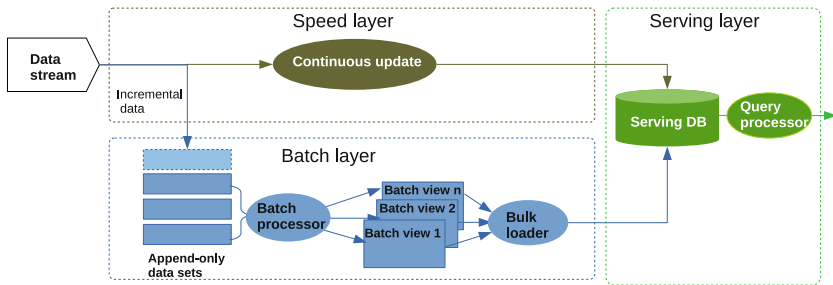 Speed layer
Serving layer
Data
stream
Continuous update
Incremental
data
Serving DB
Query
processor
Batch layer
Batch
processor
Batch view n
Batch view 2
Batch view 1
Bulk
loader
Append-only
data sets